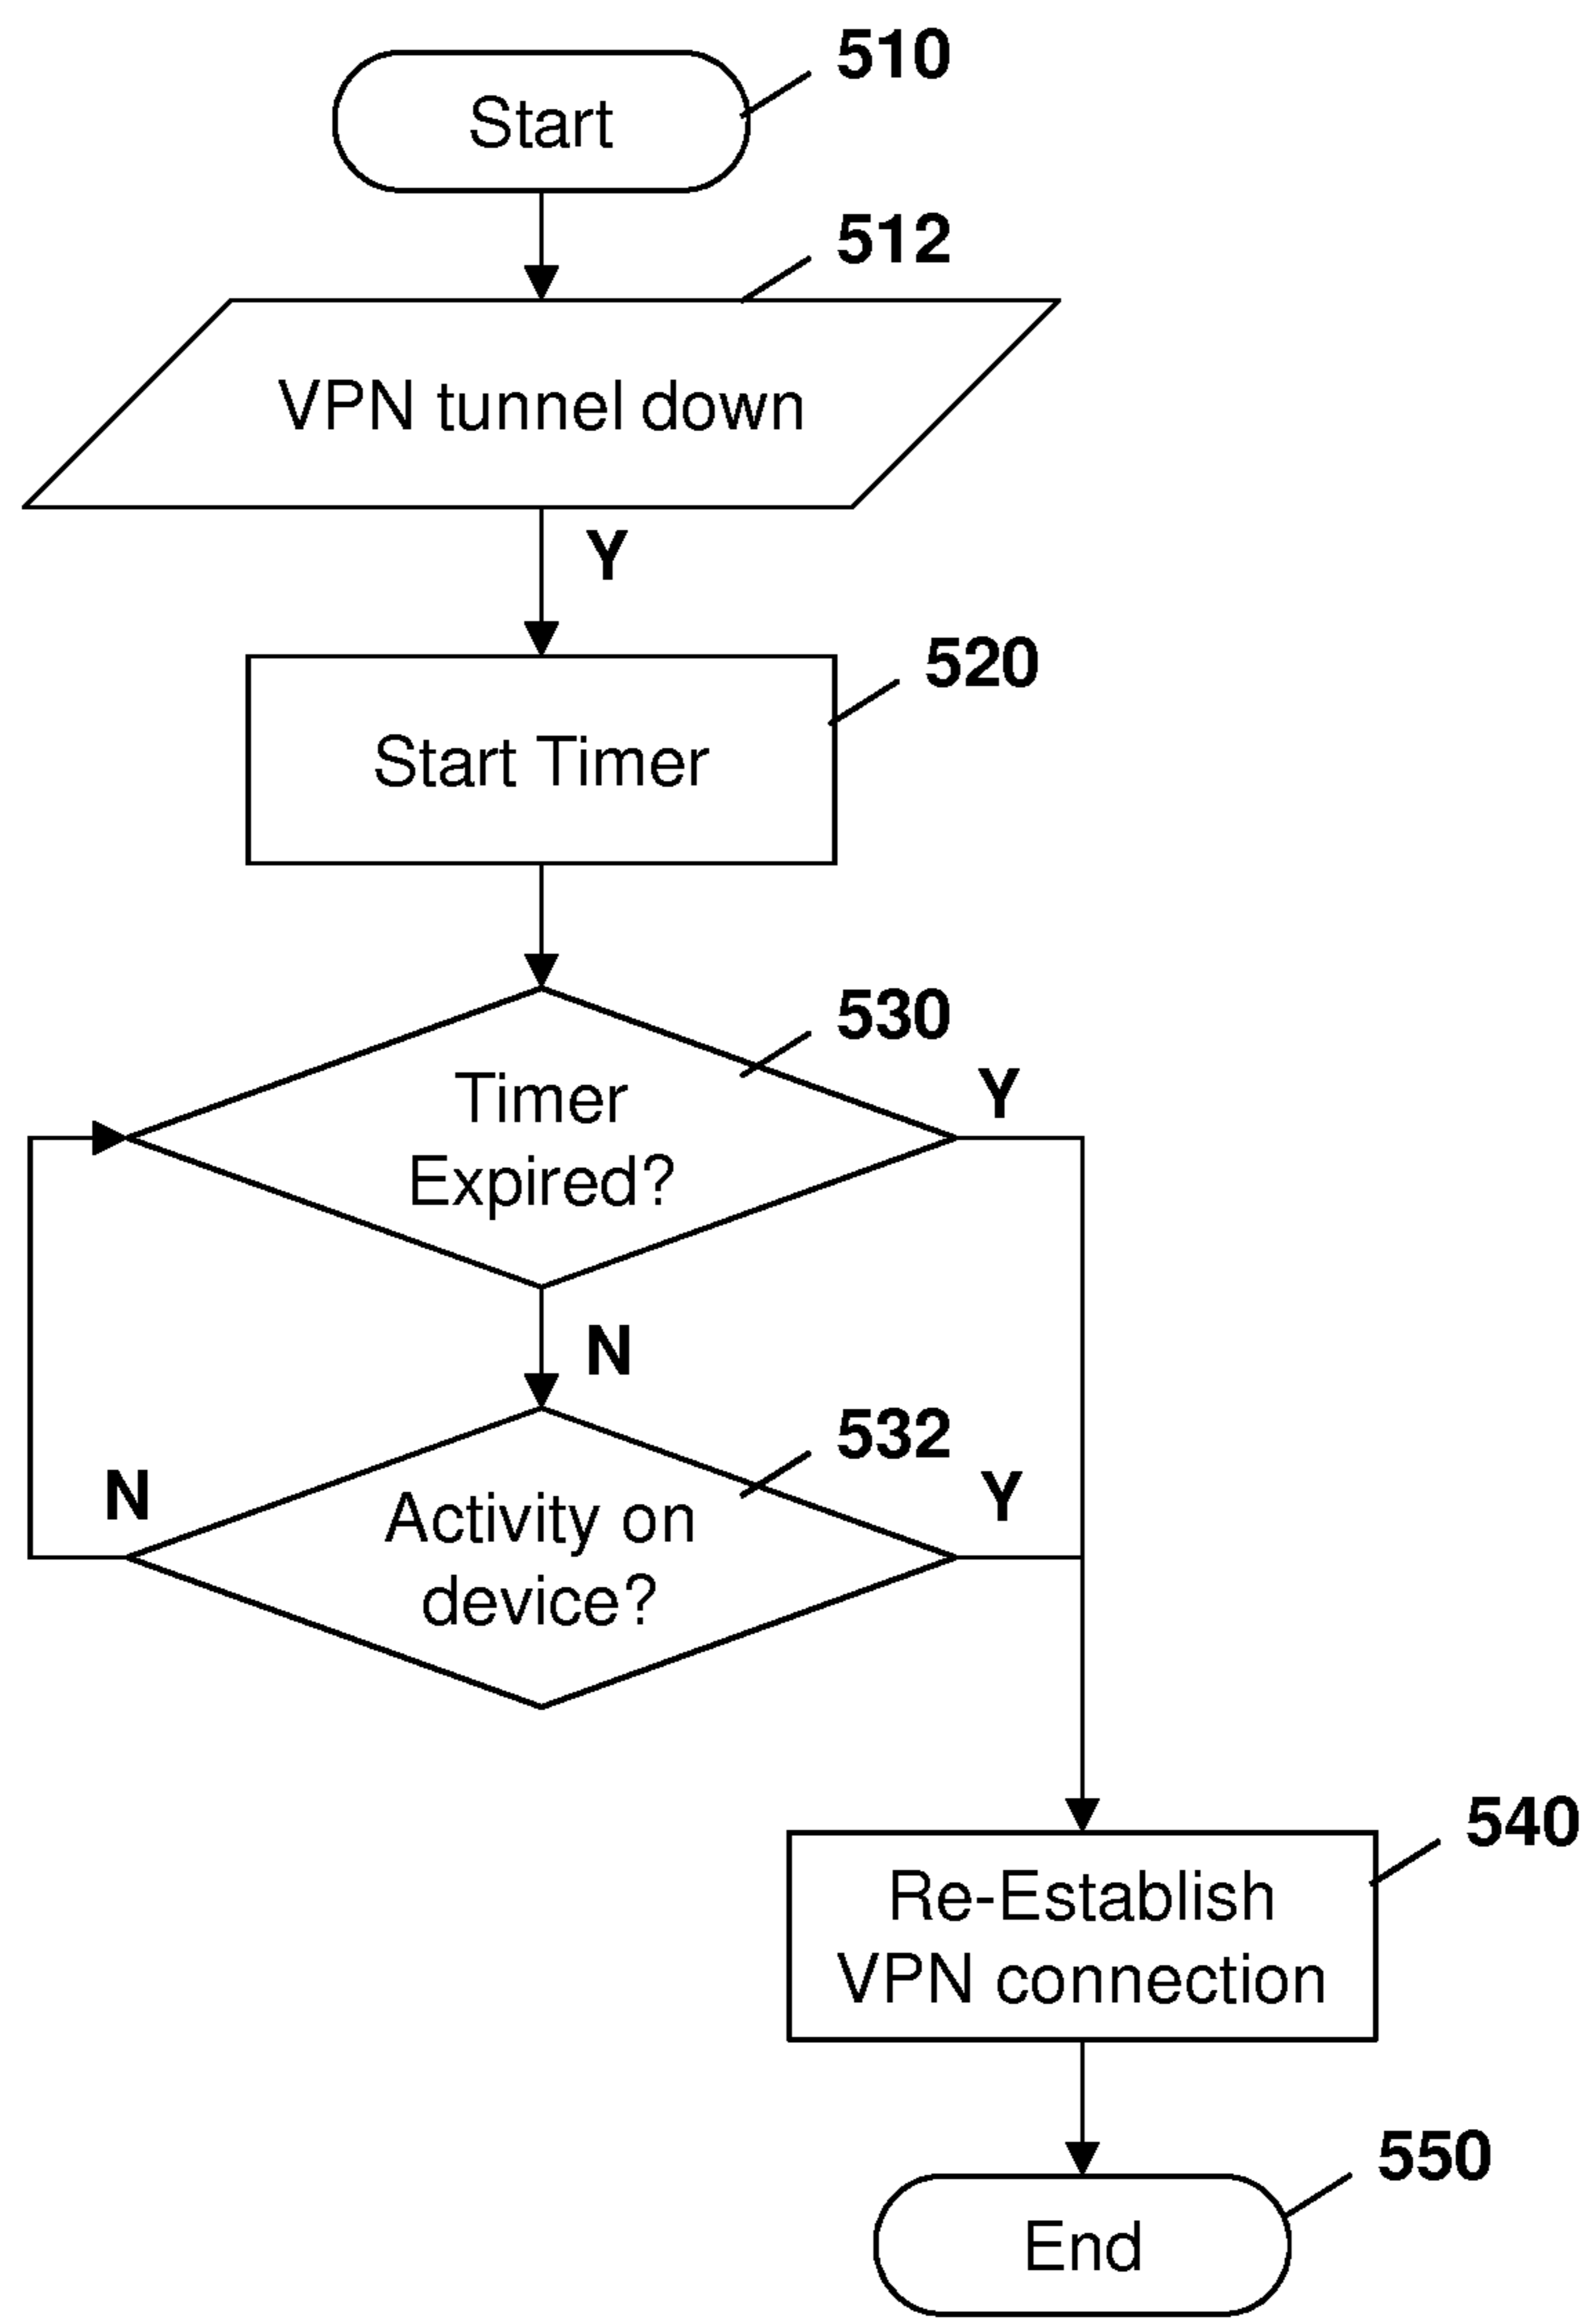 510
Start
512
VPN tunnel down
Y
520
Start Timer
530
Timer
Expired?
Y
N
532
N
Activity on
device?
Y
540
Re-Establish
VPN connection
550
End